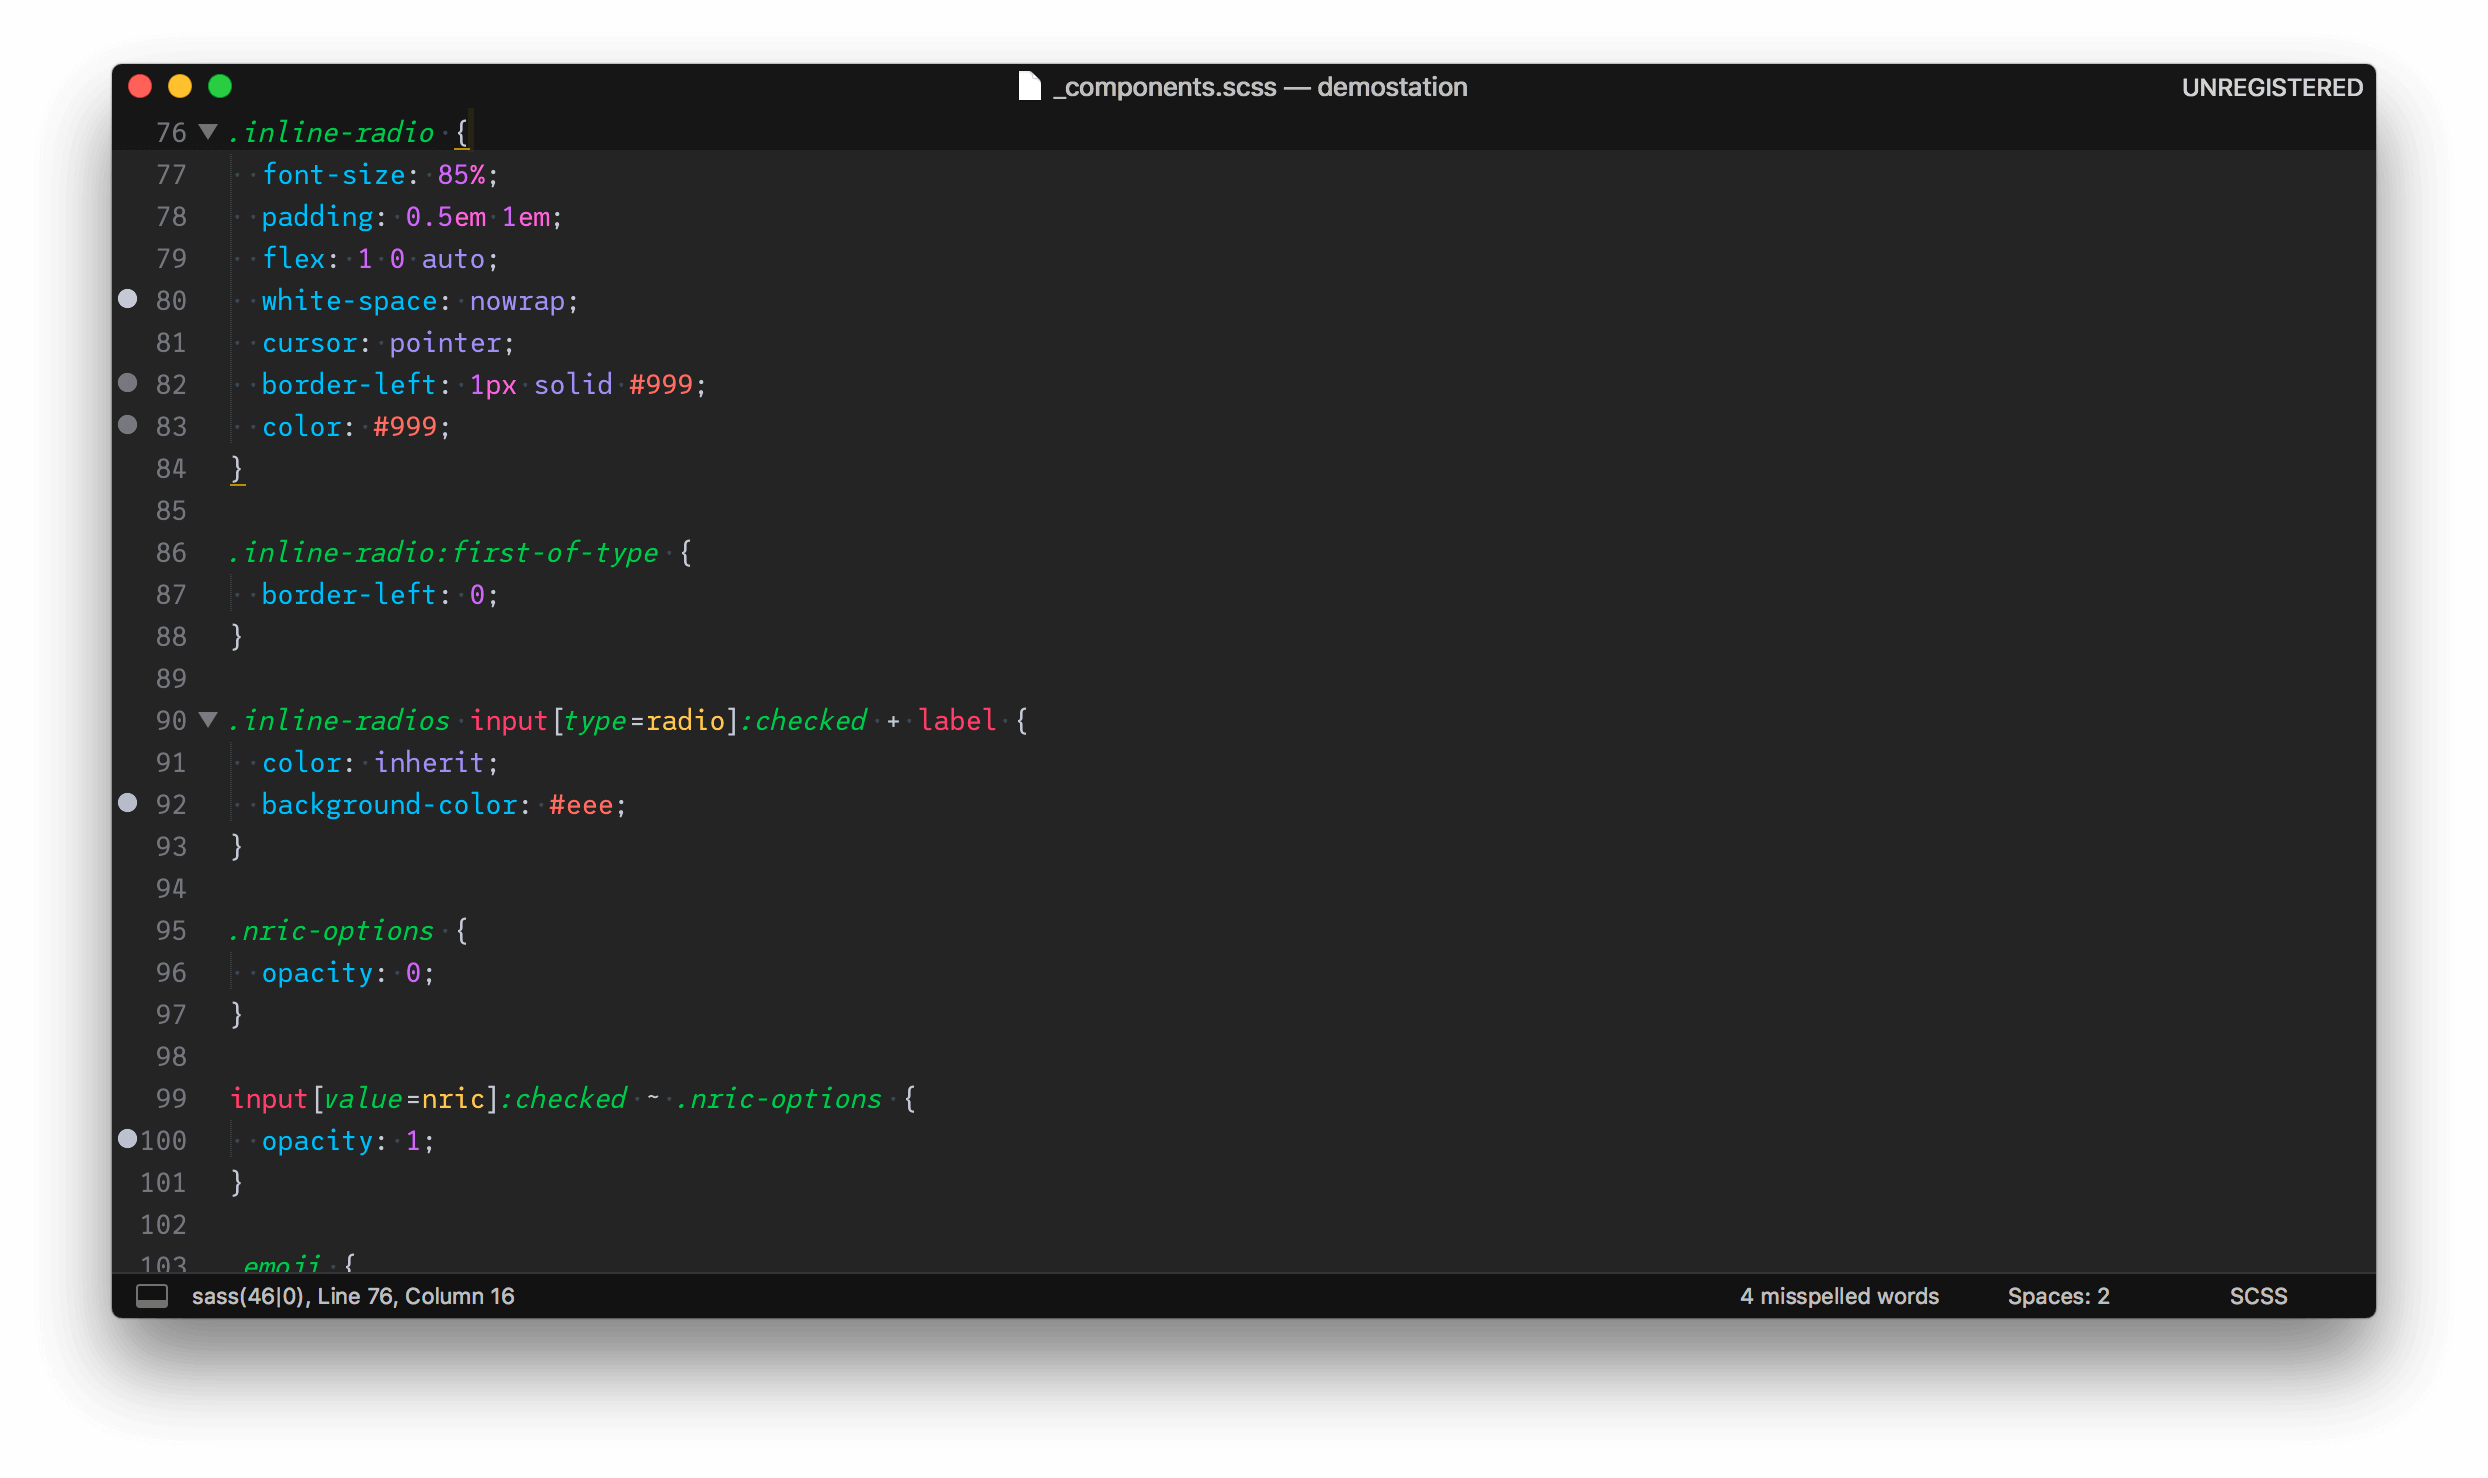 _components.scss — demostation
UNREGISTERED
76 .inline-radio {
77 font-size: 85%;
78 padding: 0.5em 1em;
79 flex: 1 0 auto;
80 white-space: nowrap;
81 cursor: pointer;
82 border-left: 1px solid #999;
83 color: #999;
84 }
85
86 .inline-radio:first-of-type {
87 border-left: 0;
88 }
89
90 .inline-radios input[type=radio]:checked + label {
91 color: inherit;
92 background-color: #eee;
93 }
94
95 .nric-options {
96 opacity: 0;
97 }
98
99 input[value=nric]:checked ~ .nric-options {
100 opacity: 1;
101 }
102
103 .emoji {
sass(46|0), Line 76, Column 16
4 misspelled words
Spaces: 2
SCSS